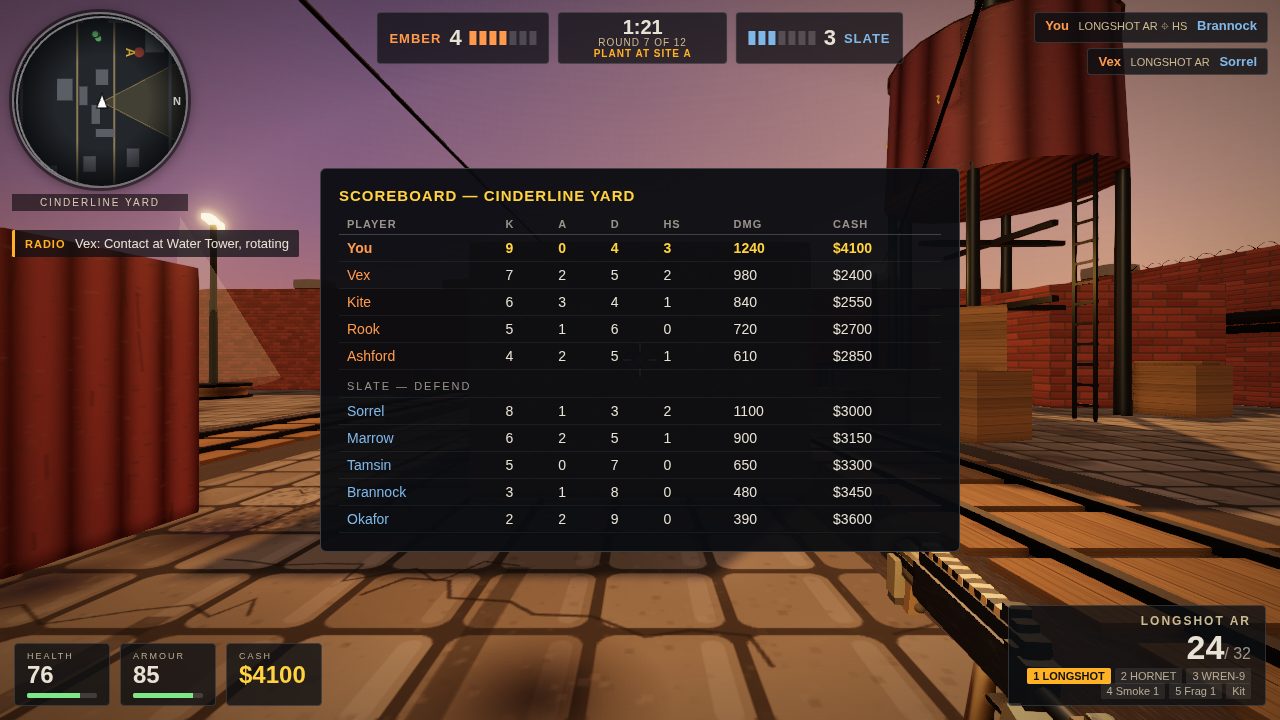 EMBER 4
1:21
ROUND 7 OF 12
PLANT AT SITE A
3 SLATE
You LONGSHOT AR ⌖ HS Brannock
Vex LONGSHOT AR Sorrel
A
N
CINDERLINE YARD
RADIO Vex: Contact at Water Tower, rotating
SCOREBOARD — CINDERLINE YARD
PLAYER K A D HS DMG CASH
You 9 0 4 3 1240 $4100
Vex 7 2 5 2 980 $2400
Kite 6 3 4 1 840 $2550
Rook 5 1 6 0 720 $2700
Ashford 4 2 5 1 610 $2850
SLATE — DEFEND
Sorrel 8 1 3 2 1100 $3000
Marrow 6 2 5 1 900 $3150
Tamsin 5 0 7 0 650 $3300
Brannock 3 1 8 0 480 $3450
Okafor 2 2 9 0 390 $3600
HEALTH
76
ARMOUR
85
CASH
$4100
LONGSHOT AR
24 / 32
1 LONGSHOT 2 HORNET 3 WREN-9
4 Smoke 1 5 Frag 1 Kit